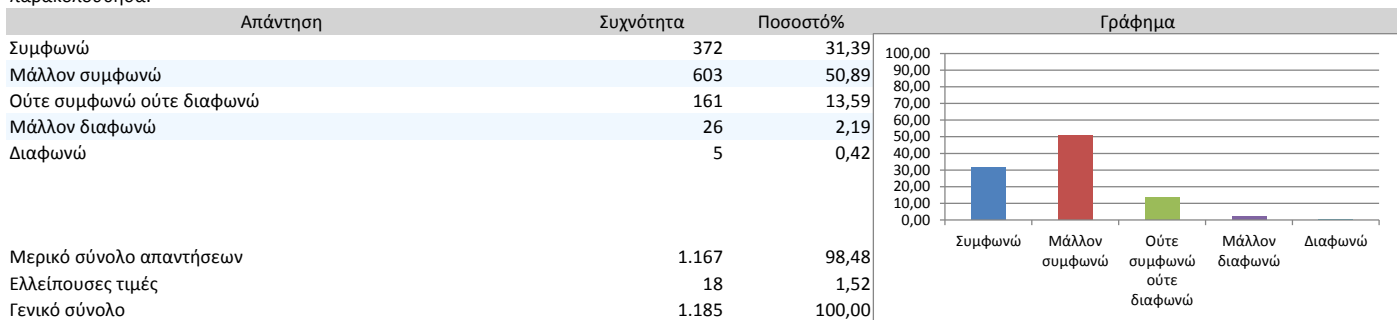 παρακολούθησα.
Απάντηση Συχνότητα Ποσοστό% Γράφημα
Συμφωνώ 372 31,39
Μάλλον συμφωνώ 603 50,89
Ούτε συμφωνώ ούτε διαφωνώ 161 13,59
Μάλλον διαφωνώ 26 2,19
Διαφωνώ 5 0,42
Μερικό σύνολο απαντήσεων 1.167 98,48
Ελλείπουσες τιμές 18 1,52
Γενικό σύνολο 1.185 100,00
100,00
90,00
80,00
70,00
60,00
50,00
40,00
30,00
20,00
10,00
0,00
Συμφωνώ Μάλλον Ούτε Μάλλον Διαφωνώ
συμφωνώ συμφωνώ διαφωνώ
ούτε
διαφωνώ